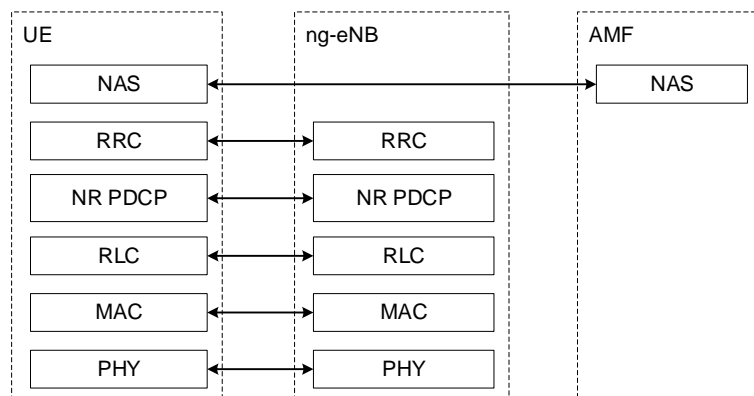 UE
ng-eNB
AMF
NAS
NAS
RRC
RRC
NR PDCP
NR PDCP
RLC
RLC
MAC
MAC
PHY
PHY